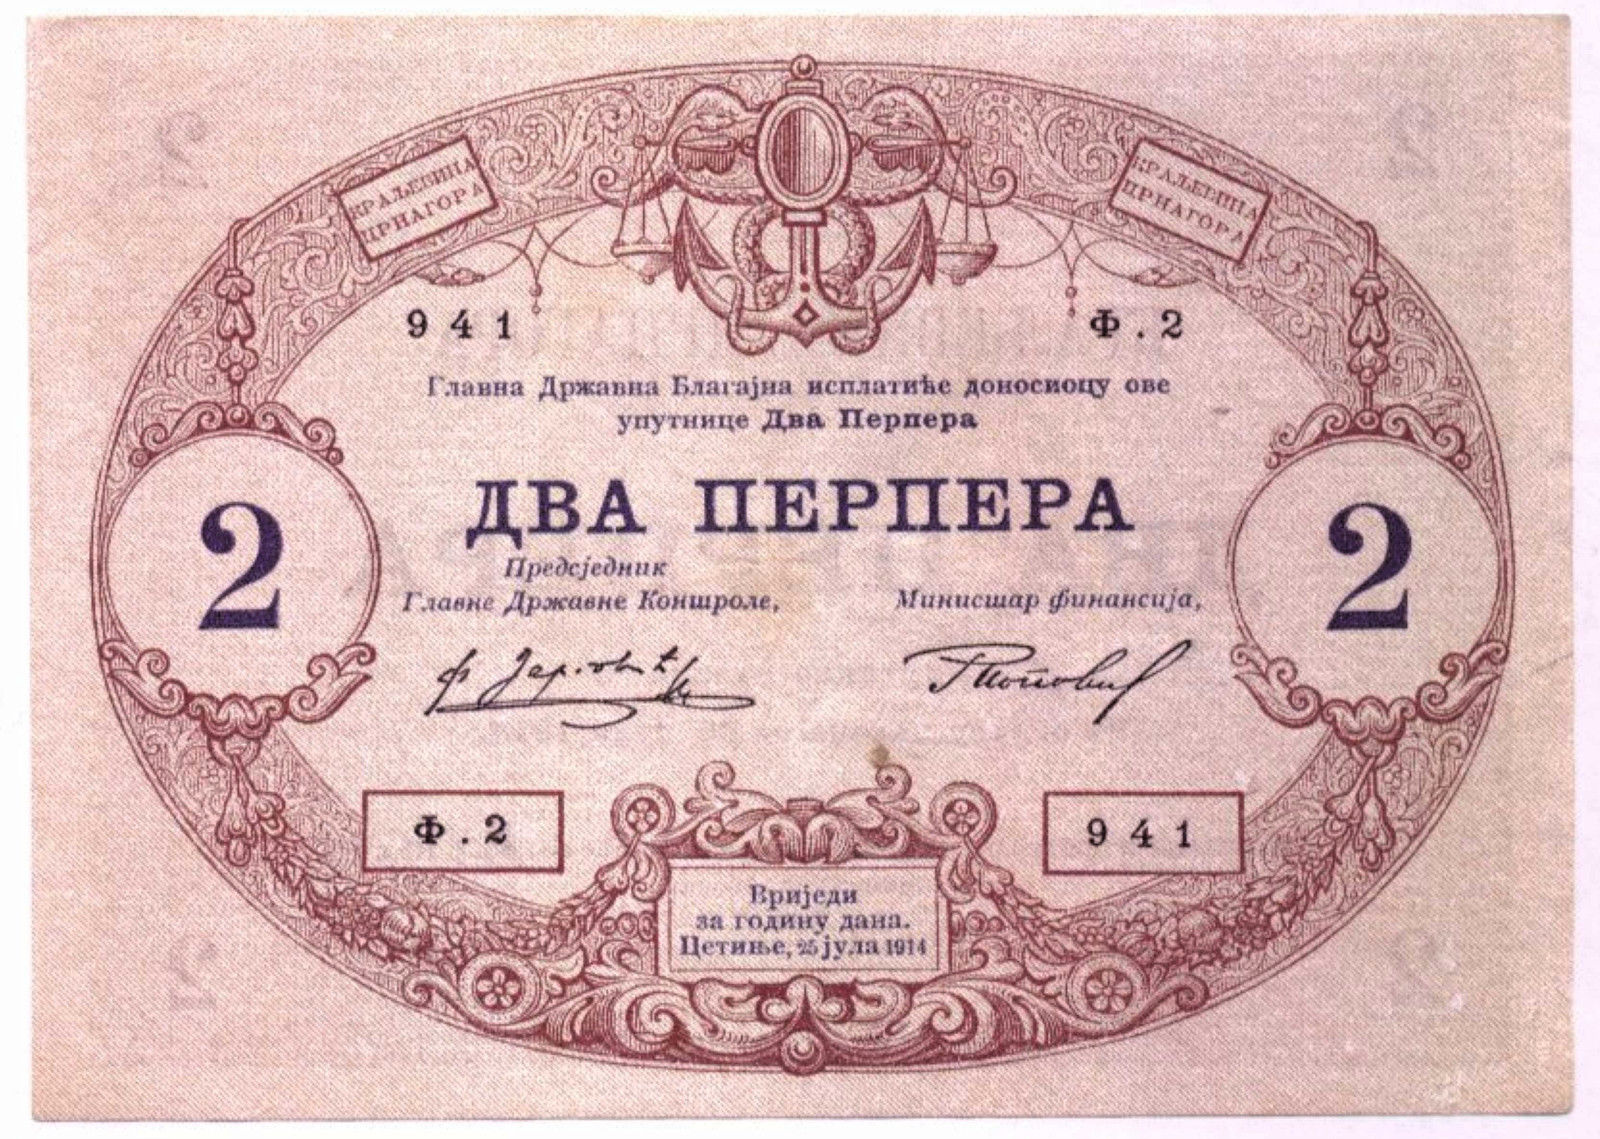 КРАЉЕВИНА
ЦРНАГОРА
КРАЉЕВИНА
ЦРНАГОРА
941
Ф.2
Главна Државна Благајна исплатиће доносиоцу ове
упутнице Два Перпера
ДВА ПЕРПЕРА
2
2
Предсједник
Главне Државне Контроле,
Министар финансија,
Ф.2
941
Вриједи
за годину дана.
Цетиње, 25 јула 1914